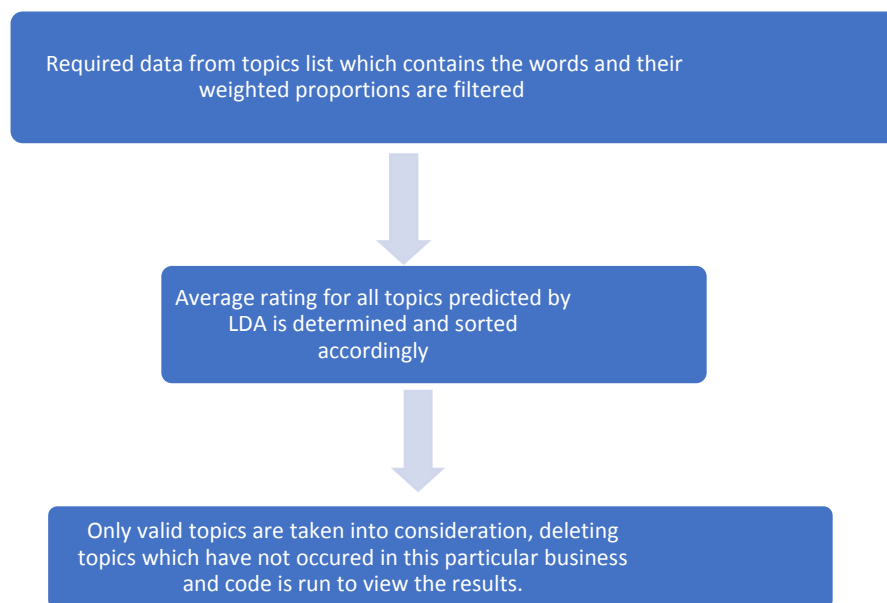 Required data from topics list which contains the words and their
weighted proportions are filtered
Average rating for all topics predicted by
LDA is determined and sorted
accordingly
Only valid topics are taken into consideration, deleting
topics which have not occured in this particular business
and code is run to view the results.